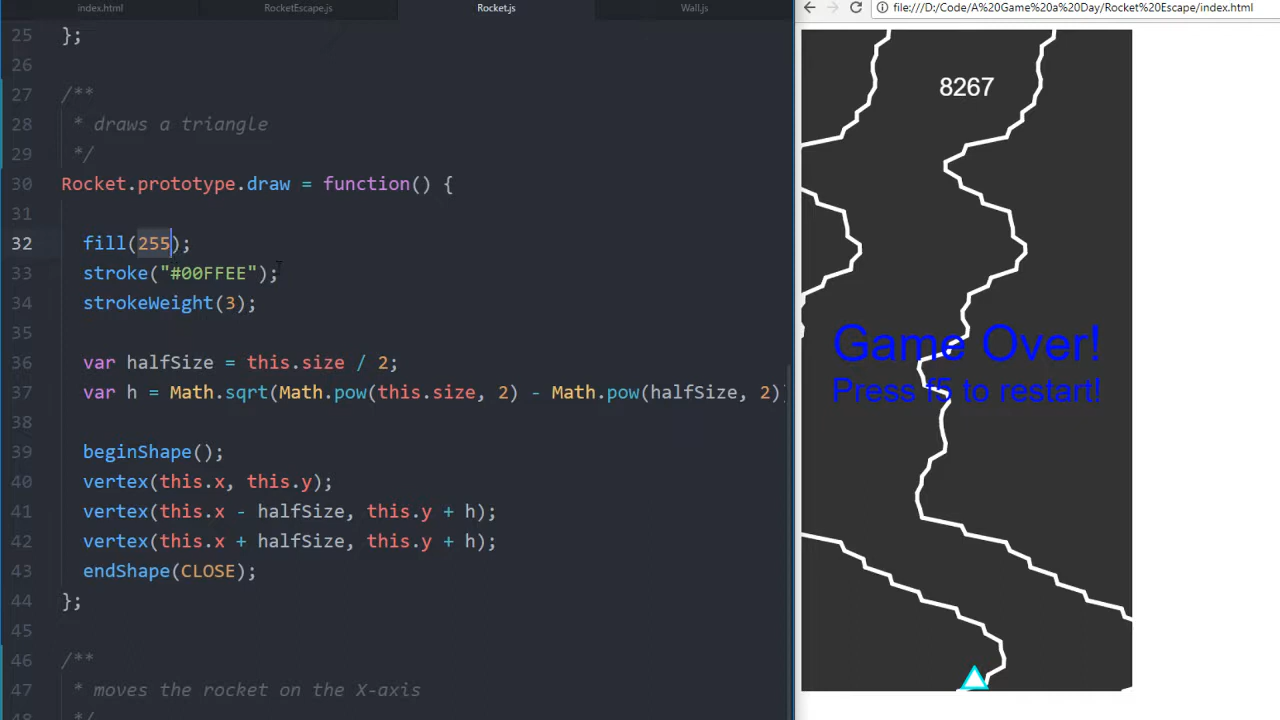 index.html
RocketEscape.js
Rocket.js
Wall.js
25 };
26
27 /**
28 * draws a triangle
29 */
30 Rocket.prototype.draw = function() {
31
32 fill(255);
33 stroke("#00FFEE");
34 strokeWeight(3);
35
36 var halfSize = this.size / 2;
37 var h = Math.sqrt(Math.pow(this.size, 2) - Math.pow(halfSize, 2)
38
39 beginShape();
40 vertex(this.x, this.y);
41 vertex(this.x - halfSize, this.y + h);
42 vertex(this.x + halfSize, this.y + h);
43 endShape(CLOSE);
44 };
45
46 /**
47 * moves the rocket on the X-axis
48 */
file:///D:/Code/A%20Game%20a%20Day/Rocket%20Escape/index.html
8267
Game Over!
Press f5 to restart!